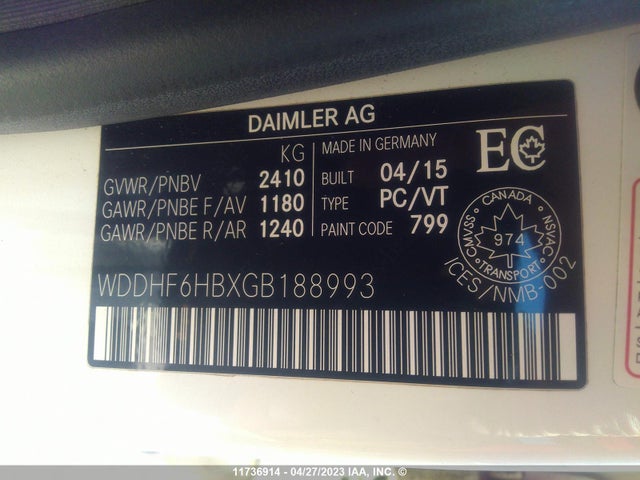 DAIMLER AG
KG
GVWR/PNBV 2410
GAWR/PNBE F/AV 1180
GAWR/PNBE R/AR 1240
MADE IN GERMANY
BUILT 04/15
TYPE PC/VT
PAINT CODE 799
EC
CANADA
CMVSS
974
NSVAC
TRANSPORT
ICES/NMB-002
WDDHF6HBXGB188993
11736914 - 04/27/2023 IAA, INC. ©